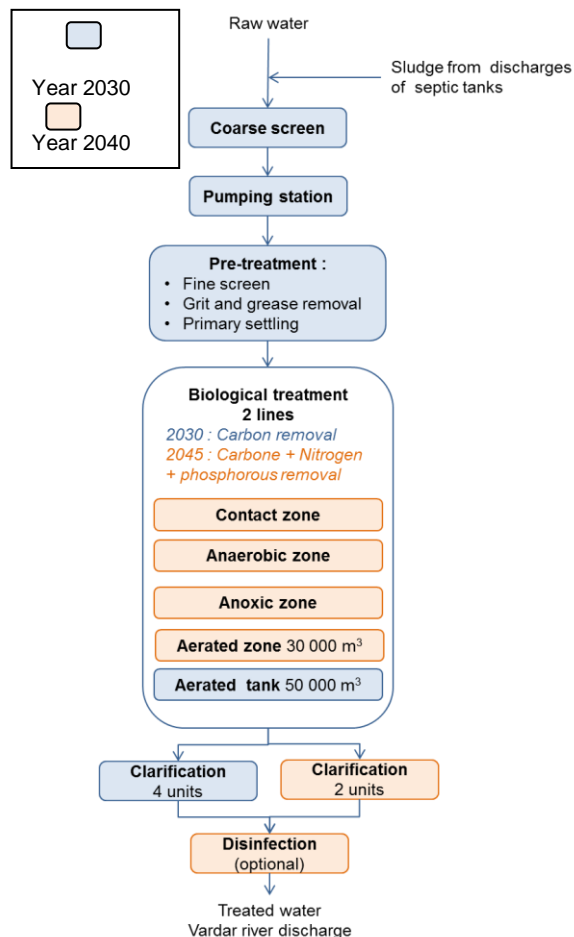 Year 2030
Year 2040
Raw water
Sludge from discharges
of septic tanks
Coarse screen
Pumping station
Pre-treatment :
• Fine screen
• Grit and grease removal
• Primary settling
Biological treatment
2 lines
2030 : Carbon removal
2045 : Carbone + Nitrogen
+ phosphorous removal
Contact zone
Anaerobic zone
Anoxic zone
Aerated zone 30 000 m³
Aerated tank 50 000 m³
Clarification
4 units
Clarification
2 units
Disinfection
(optional)
Treated water
Vardar river discharge